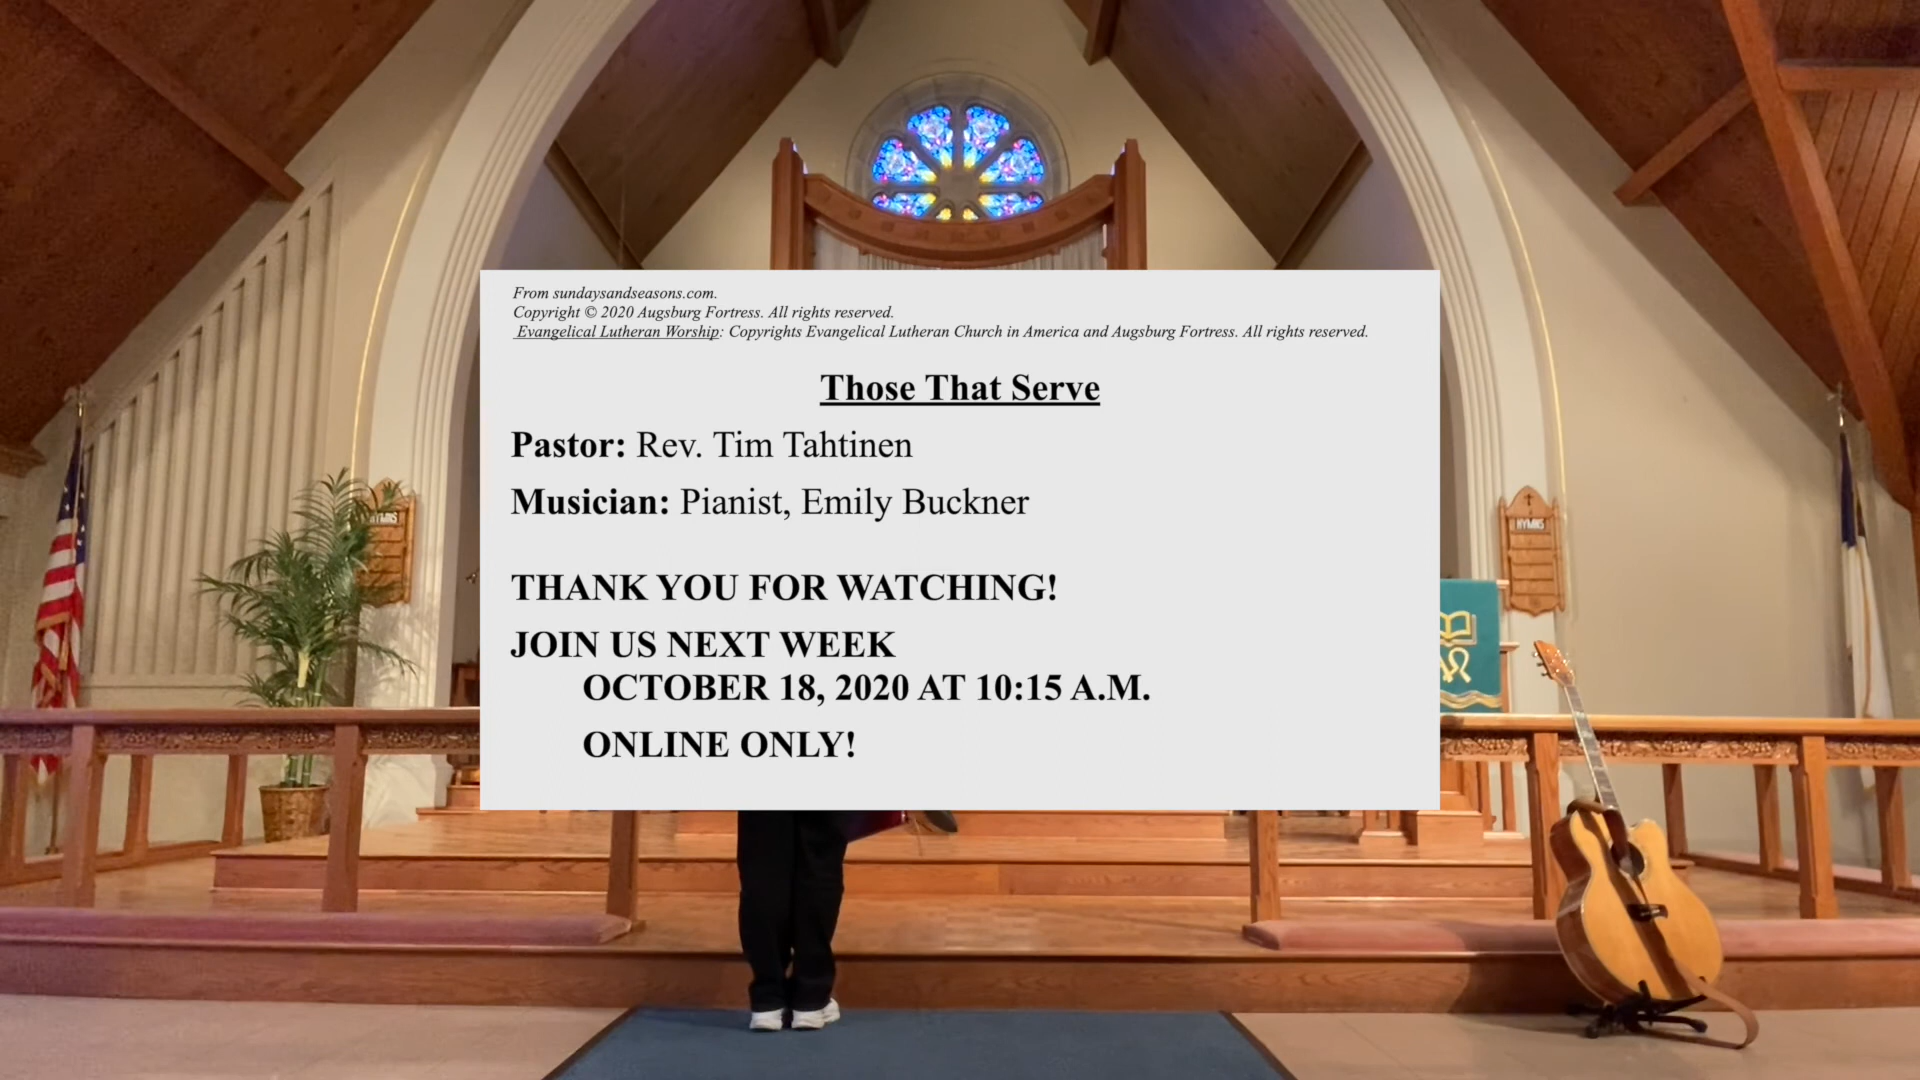 From sundaysandseasons.com.
Copyright © 2020 Augsburg Fortress. All rights reserved.
Evangelical Lutheran Worship: Copyrights Evangelical Lutheran Church in America and Augsburg Fortress. All rights reserved.
Those That Serve
Pastor: Rev. Tim Tahtinen
Musician: Pianist, Emily Buckner
THANK YOU FOR WATCHING!
JOIN US NEXT WEEK
OCTOBER 18, 2020 AT 10:15 A.M.
ONLINE ONLY!
HYMNS
HYMNS